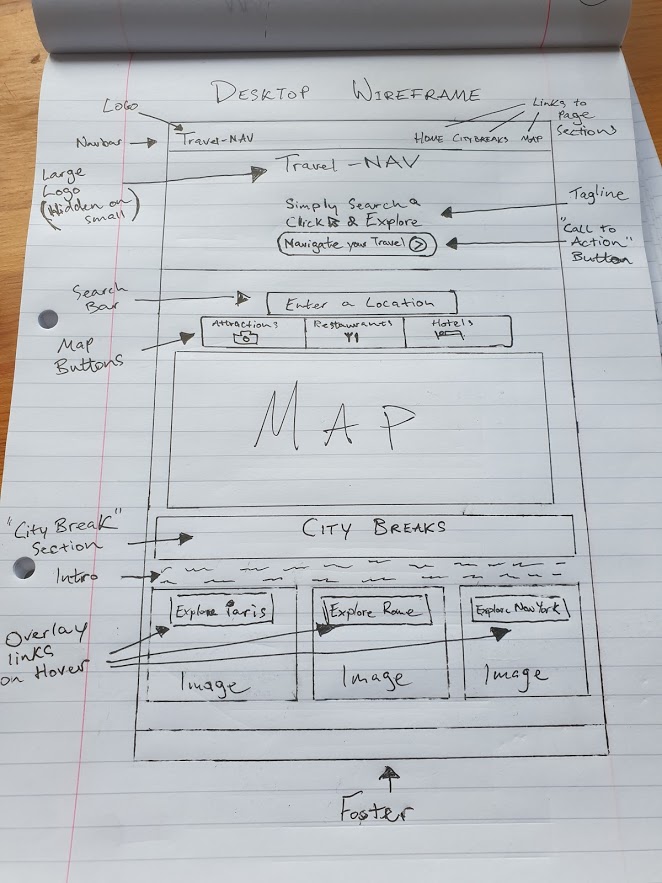 DESKTOP WIREFRAME
LOGO
Links to
Page
Sections
Navbar
Travel-NAV
HOME CITYBREAKS MAP
Large
Logo
(Hidden on
small)
Travel-NAV
Simply Search a
Click & Explore
Tagline
Navigate your Travel
"Call to
Action"
Button
Search
Bar
Enter a Location
Map
Buttons
Attractions
Restaurants
Hotels
MAP
"City Break"
Section
CITY BREAKS
Intro
Overlay
links
on Hover
Explore Paris
Explore Rome
Explore New York
Image
Image
Image
Footer